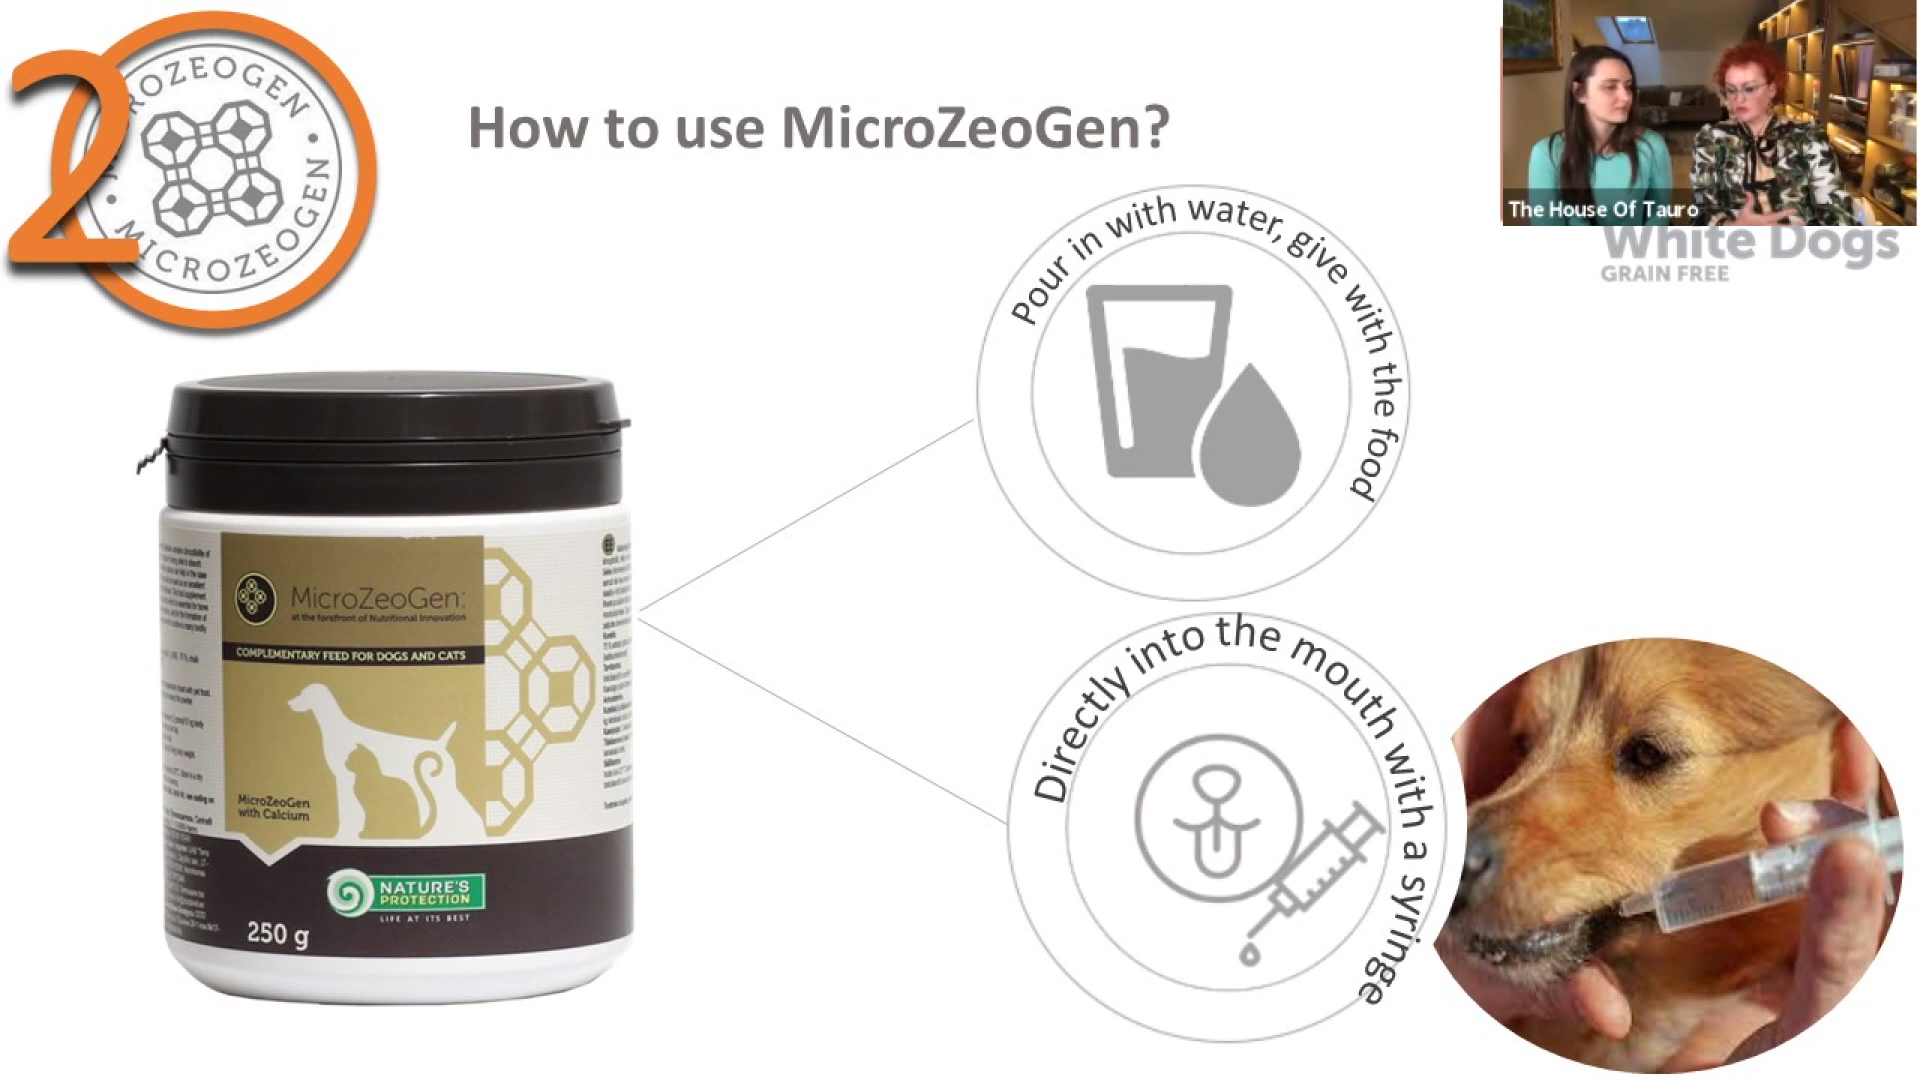 2
MICROZEOGEN • MICROZEOGEN •
How to use MicroZeoGen?
The House Of Tauro
White Dogs
GRAIN FREE
Pour in with water, give with the food
MicroZeoGen:
at the forefront of Nutritional Innovation
COMPLEMENTARY FEED FOR DOGS AND CATS
MicroZeoGen
with Calcium
NATURE'S
PROTECTION
LIFE AT ITS BEST
250 g
Directly into the mouth with a syringe